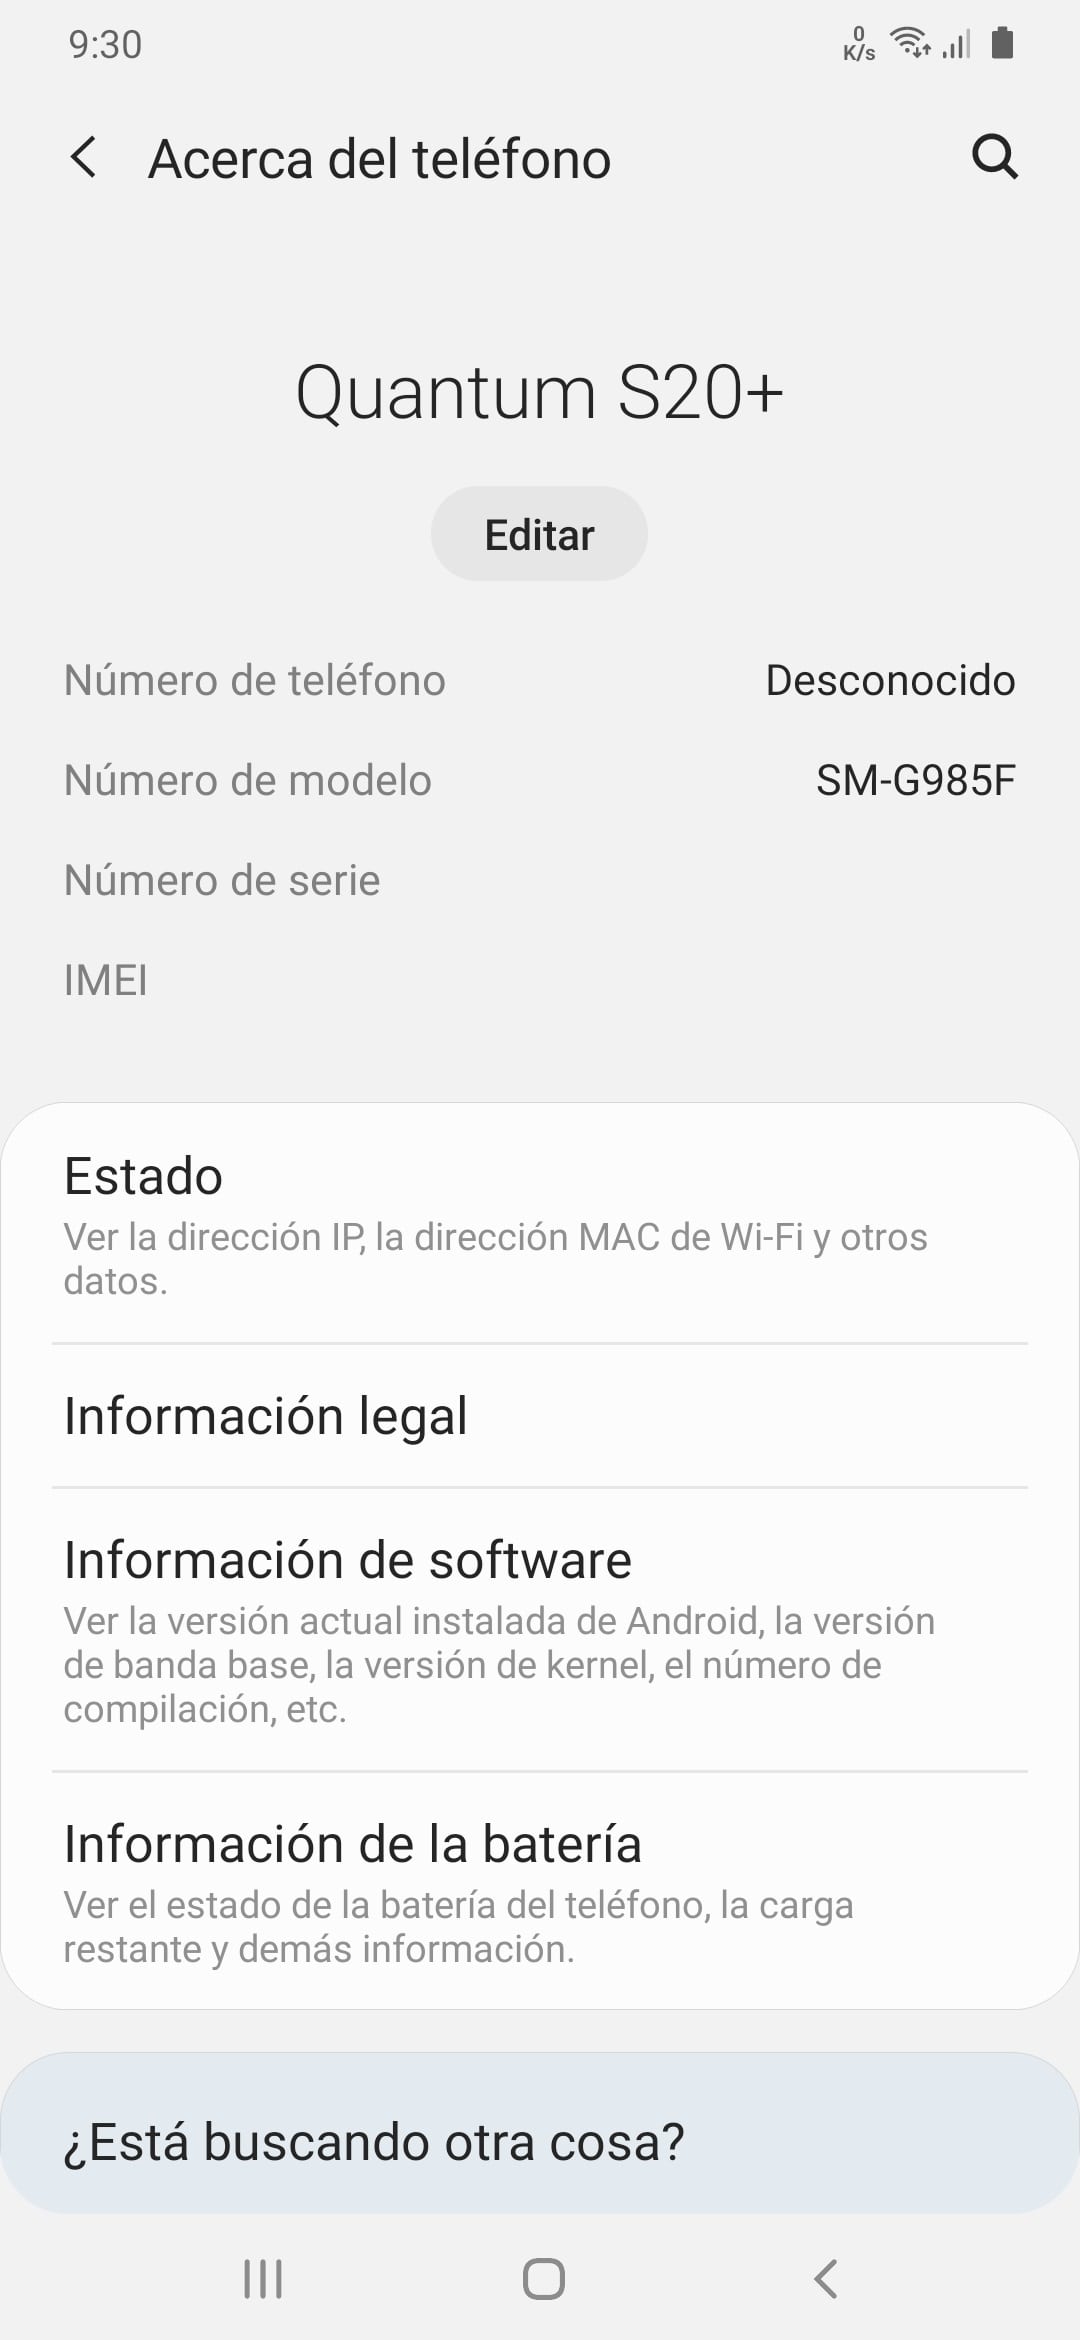 9:30
0
K/s
Acerca del teléfono
Quantum S20+
Editar
Número de teléfono Desconocido
Número de modelo SM-G985F
Número de serie
IMEI
Estado
Ver la dirección IP, la dirección MAC de Wi-Fi y otros
datos.
Información legal
Información de software
Ver la versión actual instalada de Android, la versión
de banda base, la versión de kernel, el número de
compilación, etc.
Información de la batería
Ver el estado de la batería del teléfono, la carga
restante y demás información.
¿Está buscando otra cosa?